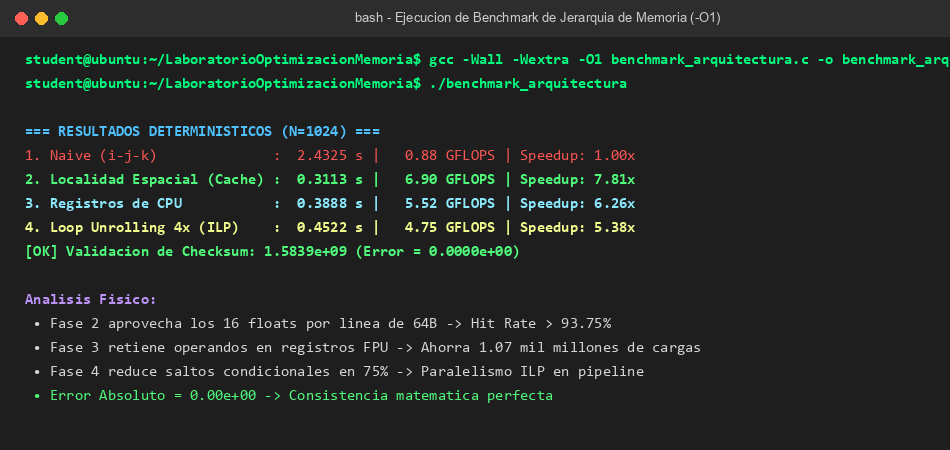 bash - Ejecucion de Benchmark de Jerarquia de Memoria (-O1)
student@ubuntu:~/LaboratorioOptimizacionMemoria$ gcc -Wall -Wextra -O1 benchmark_arquitectura.c -o benchmark_arq
student@ubuntu:~/LaboratorioOptimizacionMemoria$ ./benchmark_arquitectura
=== RESULTADOS DETERMINISTICOS (N=1024) ===
1. Naive (i-j-k)              :  2.4325 s |   0.88 GFLOPS | Speedup: 1.00x
2. Localidad Espacial (Cache) :  0.3113 s |   6.90 GFLOPS | Speedup: 7.81x
3. Registros de CPU           :  0.3888 s |   5.52 GFLOPS | Speedup: 6.26x
4. Loop Unrolling 4x (ILP)    :  0.4522 s |   4.75 GFLOPS | Speedup: 5.38x
[OK] Validacion de Checksum: 1.5839e+09 (Error = 0.0000e+00)
Analisis Fisico:
• Fase 2 aprovecha los 16 floats por linea de 64B -> Hit Rate > 93.75%
• Fase 3 retiene operandos en registros FPU -> Ahorra 1.07 mil millones de cargas
• Fase 4 reduce saltos condicionales en 75% -> Paralelismo ILP en pipeline
• Error Absoluto = 0.00e+00 -> Consistencia matematica perfecta